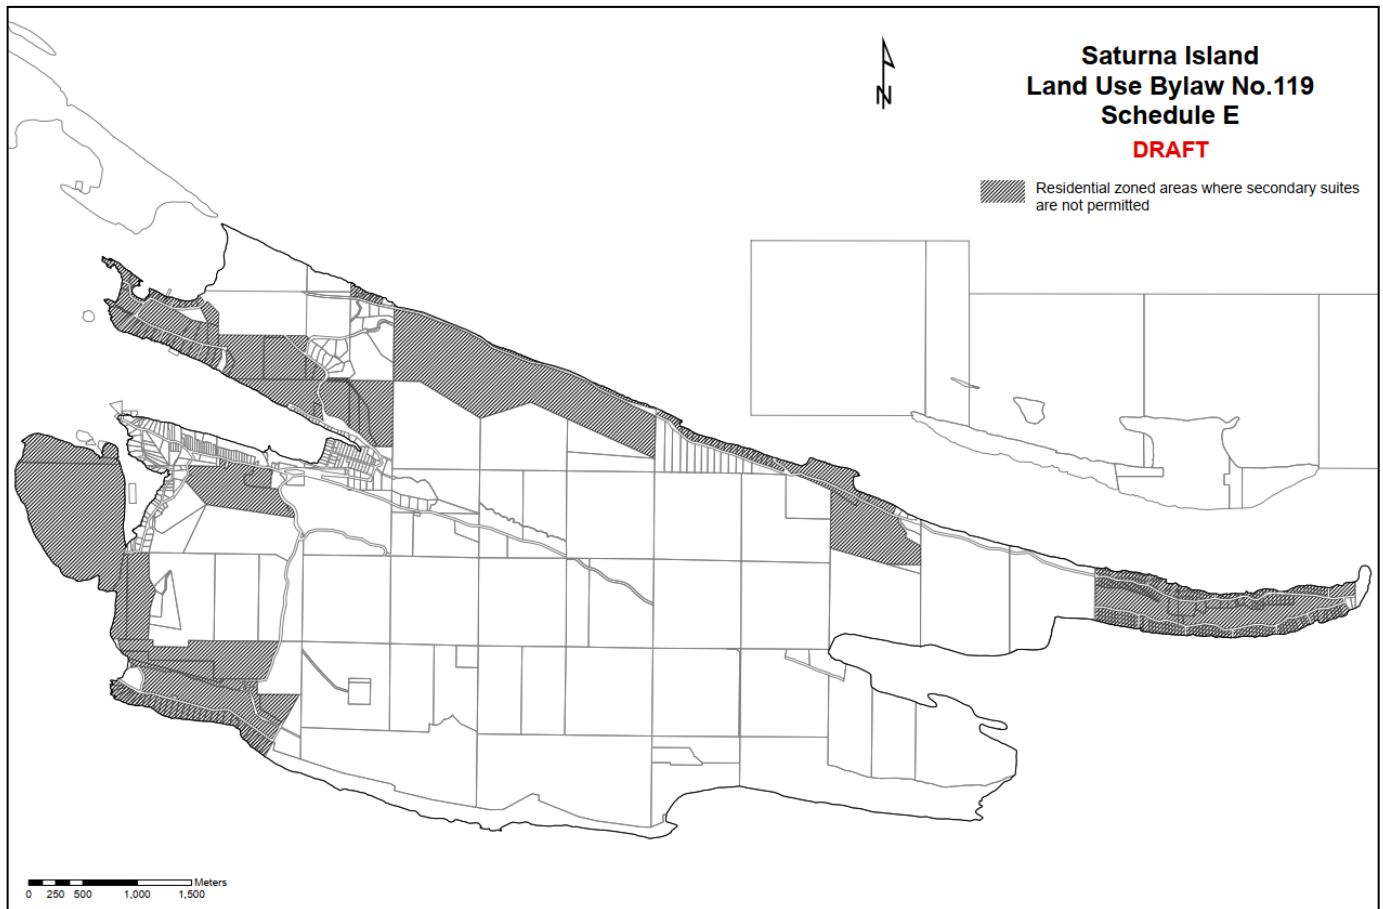 Saturna Island
Land Use Bylaw No.119
Schedule E
DRAFT
N
Residential zoned areas where secondary suites
are not permitted
Meters
0 250 500 1,000 1,500